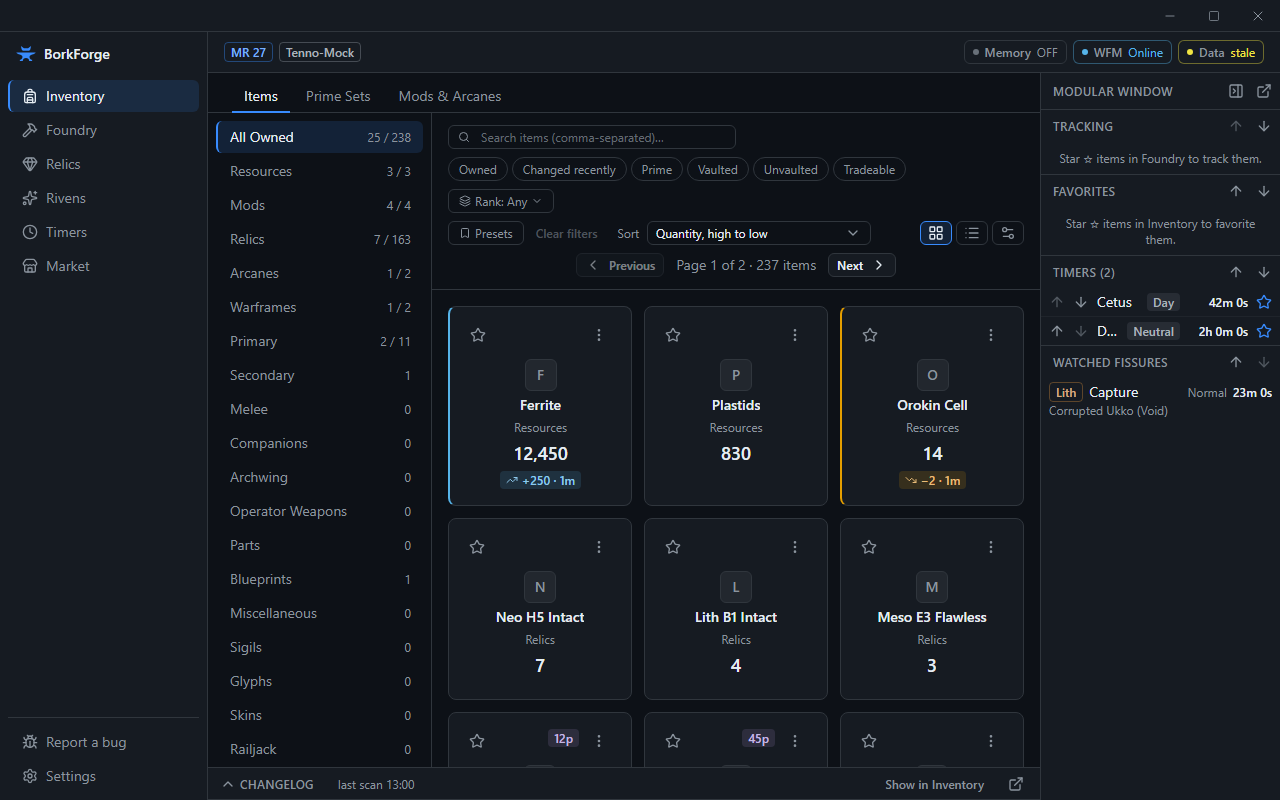 BorkForge
MR 27
Tenno-Mock
Memory OFF
WFM Online
Data stale
Inventory
Foundry
Relics
Rivens
Timers
Market
Report a bug
Settings
Items
Prime Sets
Mods & Arcanes
All Owned 25 / 238
Resources 3 / 3
Mods 4 / 4
Relics 7 / 163
Arcanes 1 / 2
Warframes 1 / 2
Primary 2 / 11
Secondary 1
Melee 0
Companions 0
Archwing 0
Operator Weapons 0
Parts 0
Blueprints 1
Miscellaneous 0
Sigils 0
Glyphs 0
Skins 0
Railjack 0
Search items (comma-separated)...
Owned
Changed recently
Prime
Vaulted
Unvaulted
Tradeable
Rank: Any
Presets
Clear filters
Sort
Quantity, high to low
Previous
Page 1 of 2 · 237 items
Next
F
Ferrite
Resources
12,450
+250 · 1m
P
Plastids
Resources
830
O
Orokin Cell
Resources
14
−2 · 1m
N
Neo H5 Intact
Relics
7
L
Lith B1 Intact
Relics
4
M
Meso E3 Flawless
Relics
3
12p
45p
CHANGELOG
last scan 13:00
Show in Inventory
MODULAR WINDOW
TRACKING
Star ☆ items in Foundry to track them.
FAVORITES
Star ☆ items in Inventory to favorite
them.
TIMERS (2)
Cetus Day 42m 0s
D... Neutral 2h 0m 0s
WATCHED FISSURES
Lith Capture Normal 23m 0s
Corrupted Ukko (Void)